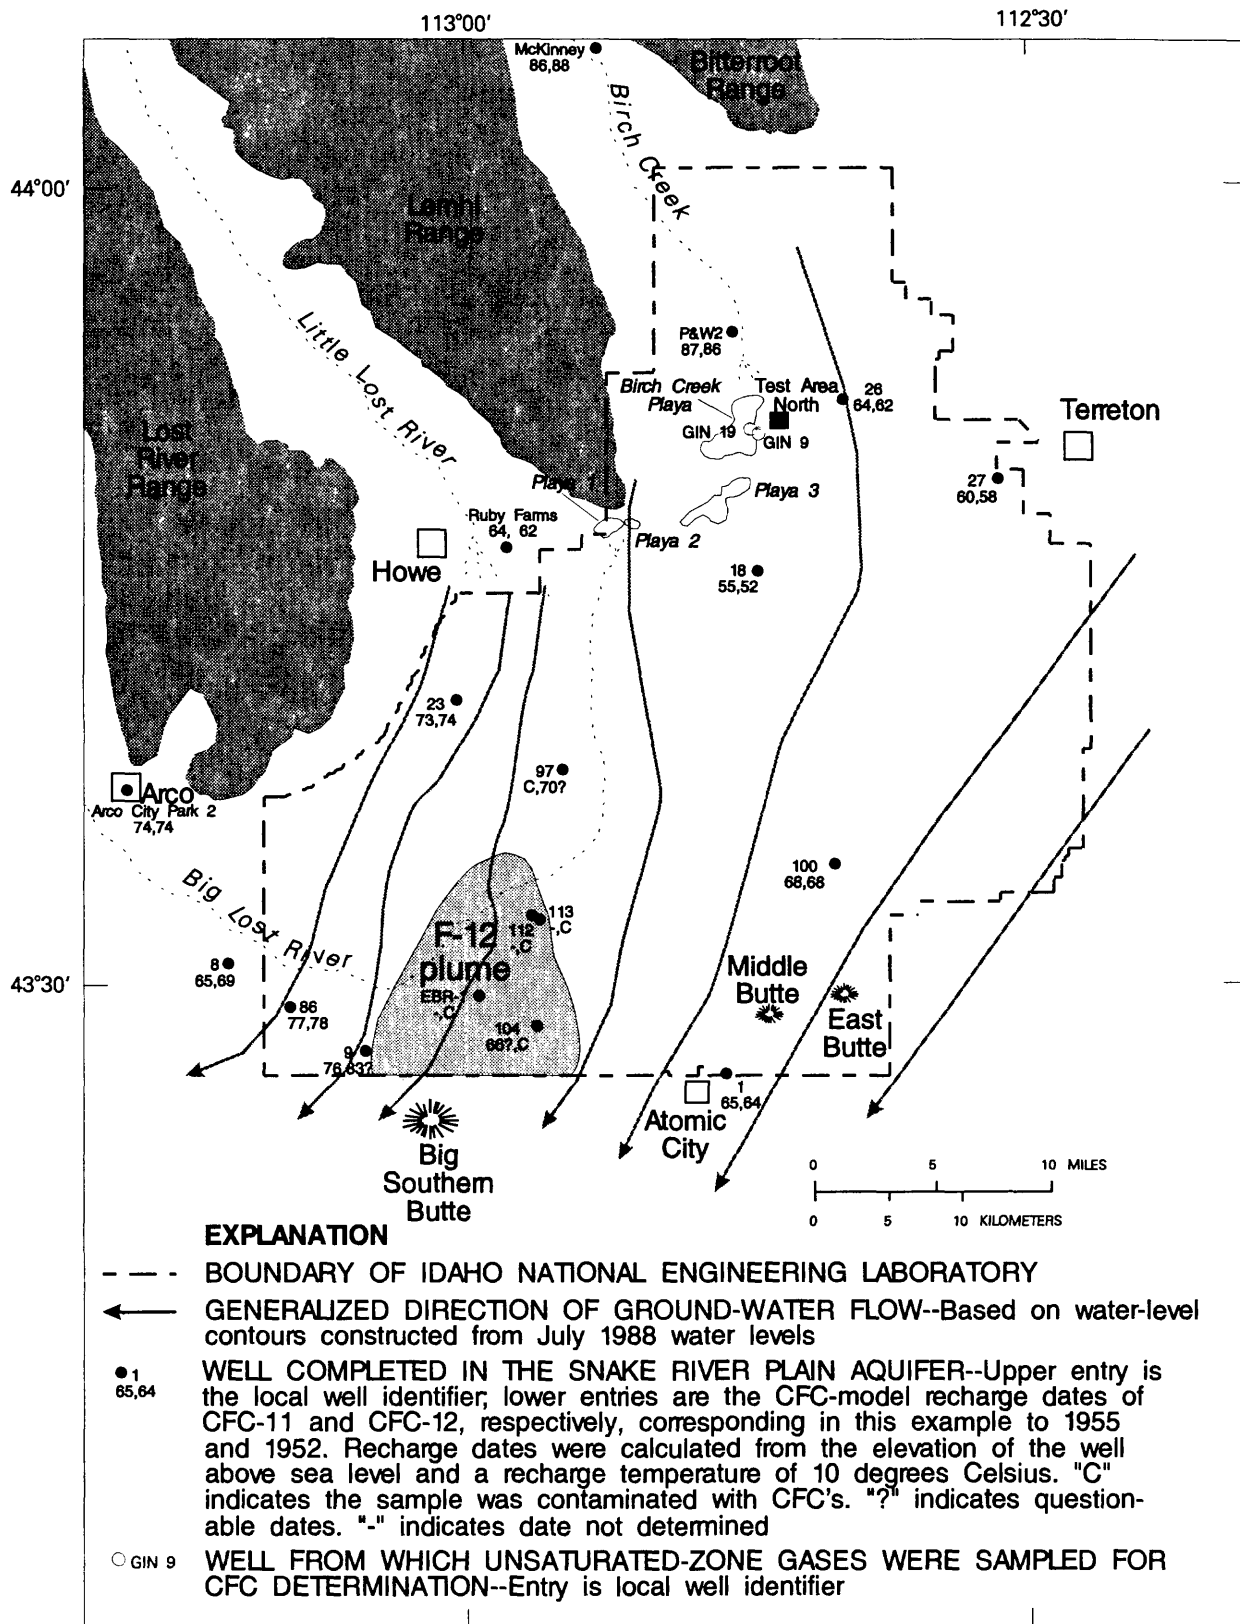 113°00′
112°30′
McKinney
86,88
Bitterroot
Range
Birch Creek
44°00′
Lemhi
Range
Little Lost River
P&W2
87,86
Birch Creek
Playa
Test Area
North
26
64,62
GIN 19
GIN 9
Terreton
Lost
River
Range
27
60,58
Playa 1
Playa 3
Ruby Farms
64, 62
Playa 2
Howe
18
55,52
23
73,74
97
C,70?
Arco
Arco City Park 2
74,74
100
68,68
Big Lost River
113
-,C
112
-,C
F-12
plume
8
65,69
43°30′
Middle
Butte
EBR-
-,C
East
Butte
86
77,78
104
66?,C
9
76,83?
1
65,64
Atomic
City
Big
Southern
Butte
0 5 10 MILES
0 5 10 KILOMETERS
EXPLANATION
BOUNDARY OF IDAHO NATIONAL ENGINEERING LABORATORY
GENERALIZED DIRECTION OF GROUND-WATER FLOW--Based on water-level
contours constructed from July 1988 water levels
1
65,64
WELL COMPLETED IN THE SNAKE RIVER PLAIN AQUIFER--Upper entry is
the local well identifier; lower entries are the CFC-model recharge dates of
CFC-11 and CFC-12, respectively, corresponding in this example to 1955
and 1952. Recharge dates were calculated from the elevation of the well
above sea level and a recharge temperature of 10 degrees Celsius. "C"
indicates the sample was contaminated with CFC's. "?" indicates question-
able dates. "-" indicates date not determined
GIN 9
WELL FROM WHICH UNSATURATED-ZONE GASES WERE SAMPLED FOR
CFC DETERMINATION--Entry is local well identifier